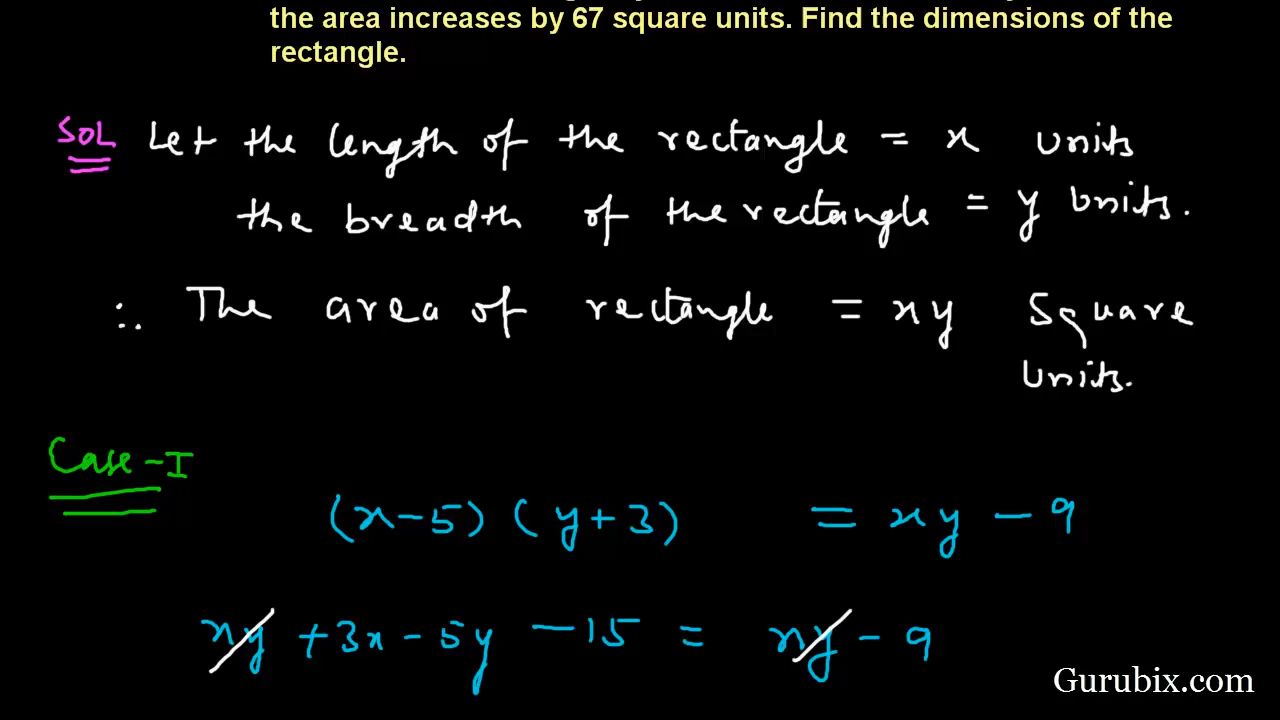 the area increases by 67 square units. Find the dimensions of the
rectangle.
SOL Let the length of the rectangle = x units
the breadth of the rectangle = y units.
∴ The area of rectangle = xy square
units.
Case-I
(x-5) (y+3) = xy - 9
xy + 3x - 5y - 15 = xy - 9
Gurubix.com